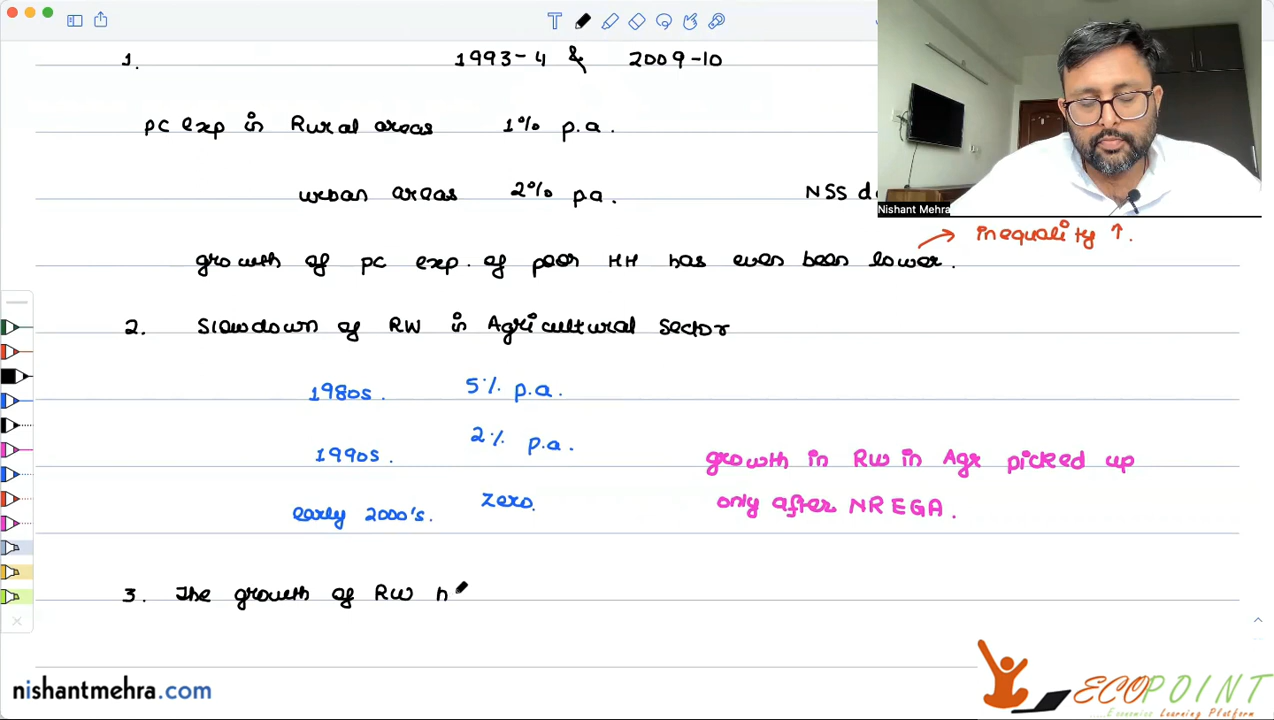 1. 1993-4 & 2009-10
pc exp in Rural areas 1% p.a.
urban areas 2% p.a. NSS
Nishant Mehra
inequality ↑.
growth of pc exp. of poor HH has even been lower.
2. Slowdown of RW in Agricultural Sector
1980s. 5% p.a.
2% p.a.
1990s.
growth in RW in Agr picked up
zero.
only after NREGA.
early 2000's.
3. The growth of RW
nishantmehra.com
ECOPOINT
.....Economics Learning Platform